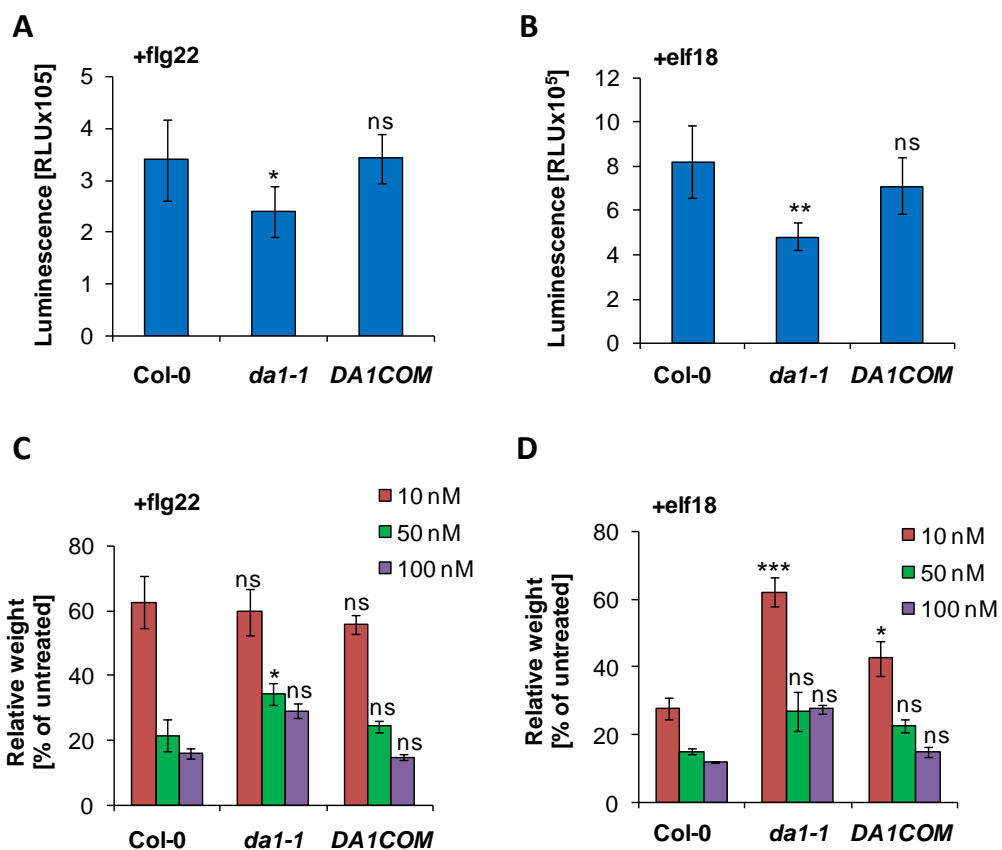 A
+flg22
Luminescence [RLUx105]
5
4
3
2
1
0
ns
*
Col-0 da1-1 DA1COM
B
+elf18
Luminescence [RLUx10⁵]
12
10
8
6
4
2
0
ns
**
Col-0 da1-1 DA1COM
C
+flg22
10 nM
50 nM
100 nM
Relative weight
[% of untreated]
80
60
40
20
0
ns
* ns
ns
ns
ns
Col-0 da1-1 DA1COM
D
+elf18
10 nM
50 nM
100 nM
Relative weight
[% of untreated]
80
60
40
20
0
***
ns ns
*
ns
ns
Col-0 da1-1 DA1COM